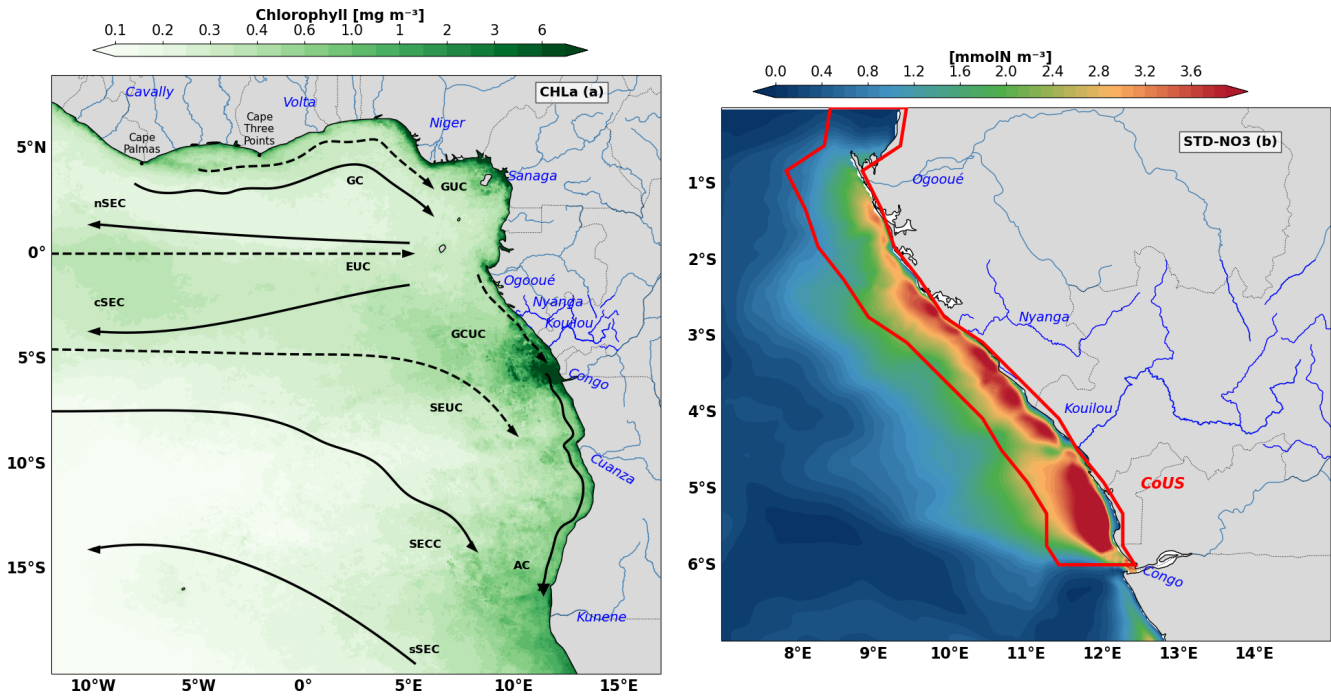 Chlorophyll [mg m⁻³]
0.1 0.2 0.3 0.4 0.6 1.0 1 2 3 6
CHLa (a)
Cavally
Volta
Niger
Cape
Palmas
Cape
Three
Points
Sanaga
GC
GUC
nSEC
EUC
cSEC
Ogooué
Nyanga
Kouilou
GCUC
Congo
SEUC
Cuanza
SECC
AC
Kunene
sSEC
5°N
0°
5°S
10°S
15°S
10°W 5°W 0°E 5°E 10°E 15°E
[mmolN m⁻³]
0.0 0.4 0.8 1.2 1.6 2.0 2.4 2.8 3.2 3.6
STD-NO3 (b)
Ogooué
Nyanga
Kouilou
CoUS
Congo
1°S
2°S
3°S
4°S
5°S
6°S
8°E 9°E 10°E 11°E 12°E 13°E 14°E